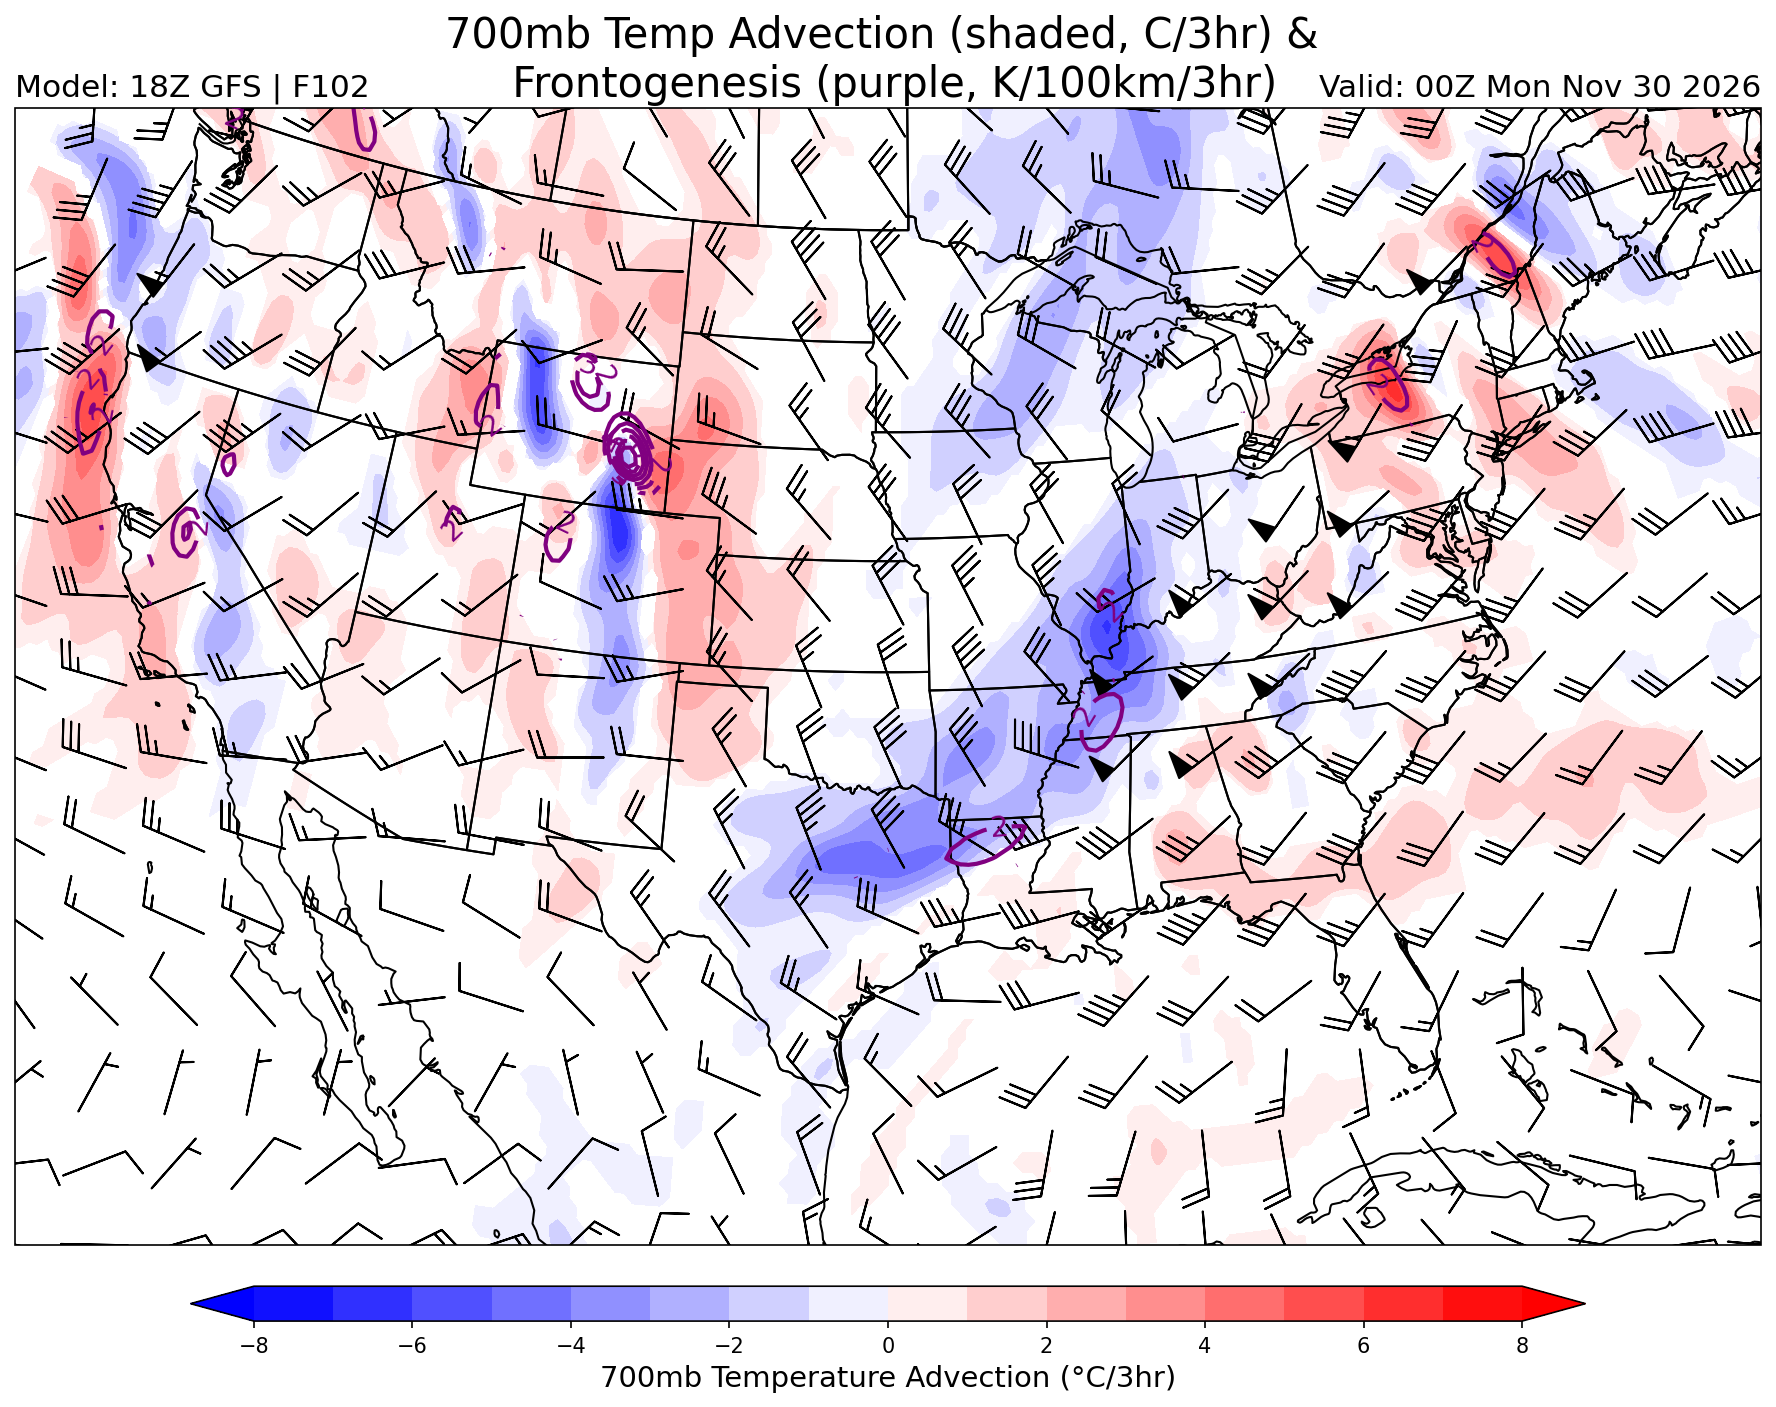 700mb Temp Advection (shaded, C/3hr) &
Frontogenesis (purple, K/100km/3hr)
Model: 18Z GFS | F102
Valid: 00Z Mon Nov 30 2026
−8 −6 −4 −2 0 2 4 6 8
700mb Temperature Advection (°C/3hr)